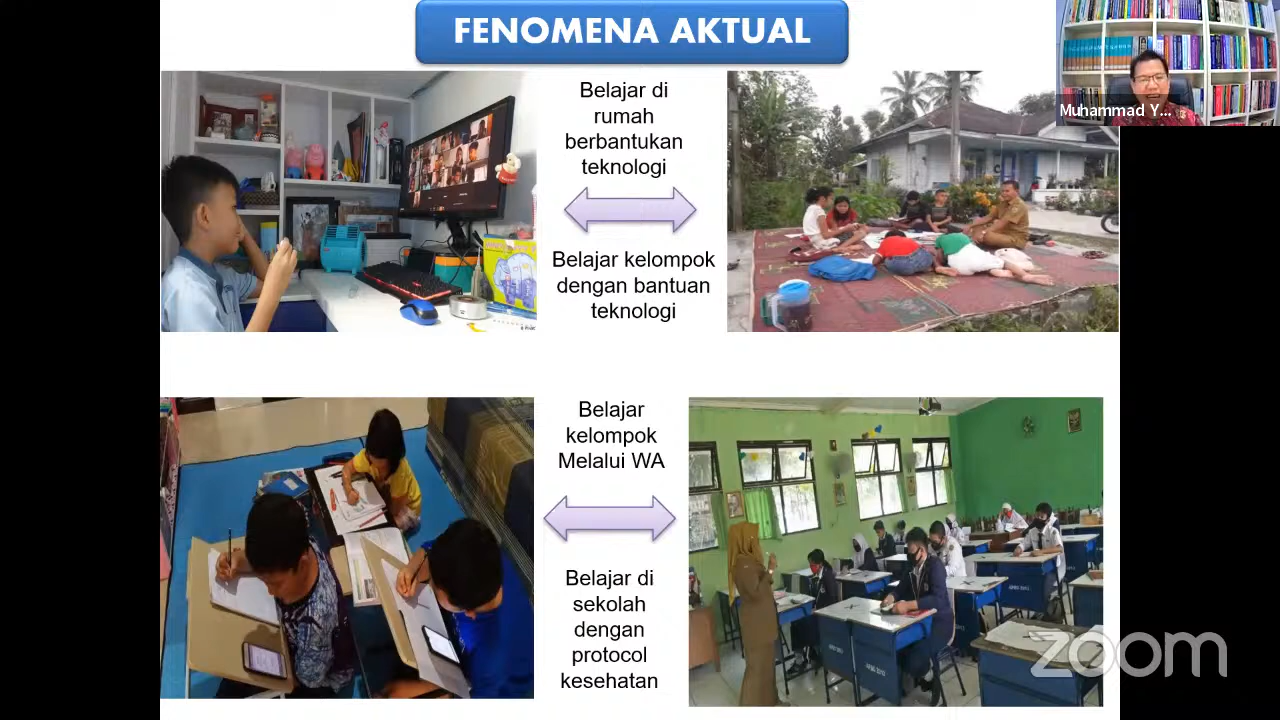 FENOMENA AKTUAL
Belajar di
rumah
berbantukan
teknologi
Belajar kelompok
dengan bantuan
teknologi
Muhammad Y...
Belajar
kelompok
Melalui WA
Belajar di
sekolah
dengan
protocol
kesehatan
zoom